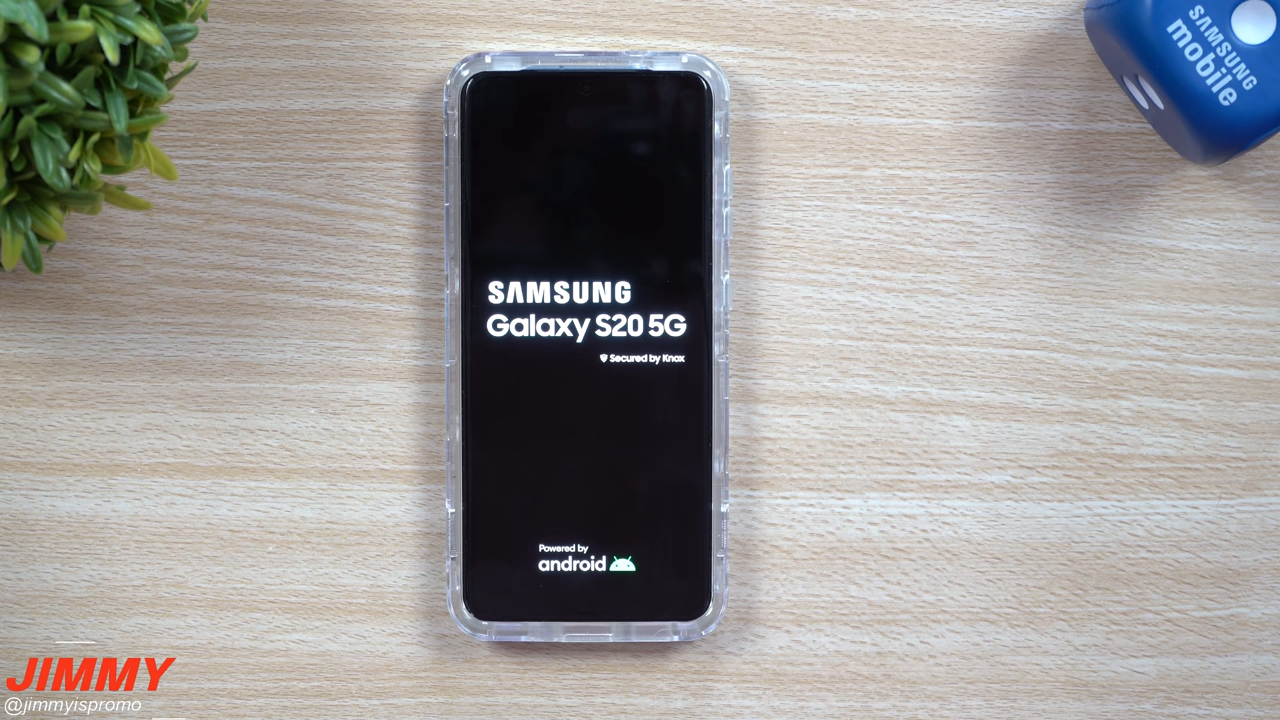 SAMSUNG
mobile
SAMSUNG
Galaxy S20 5G
Secured by Knox
Powered by
android
JIMMY
@jimmyispromo